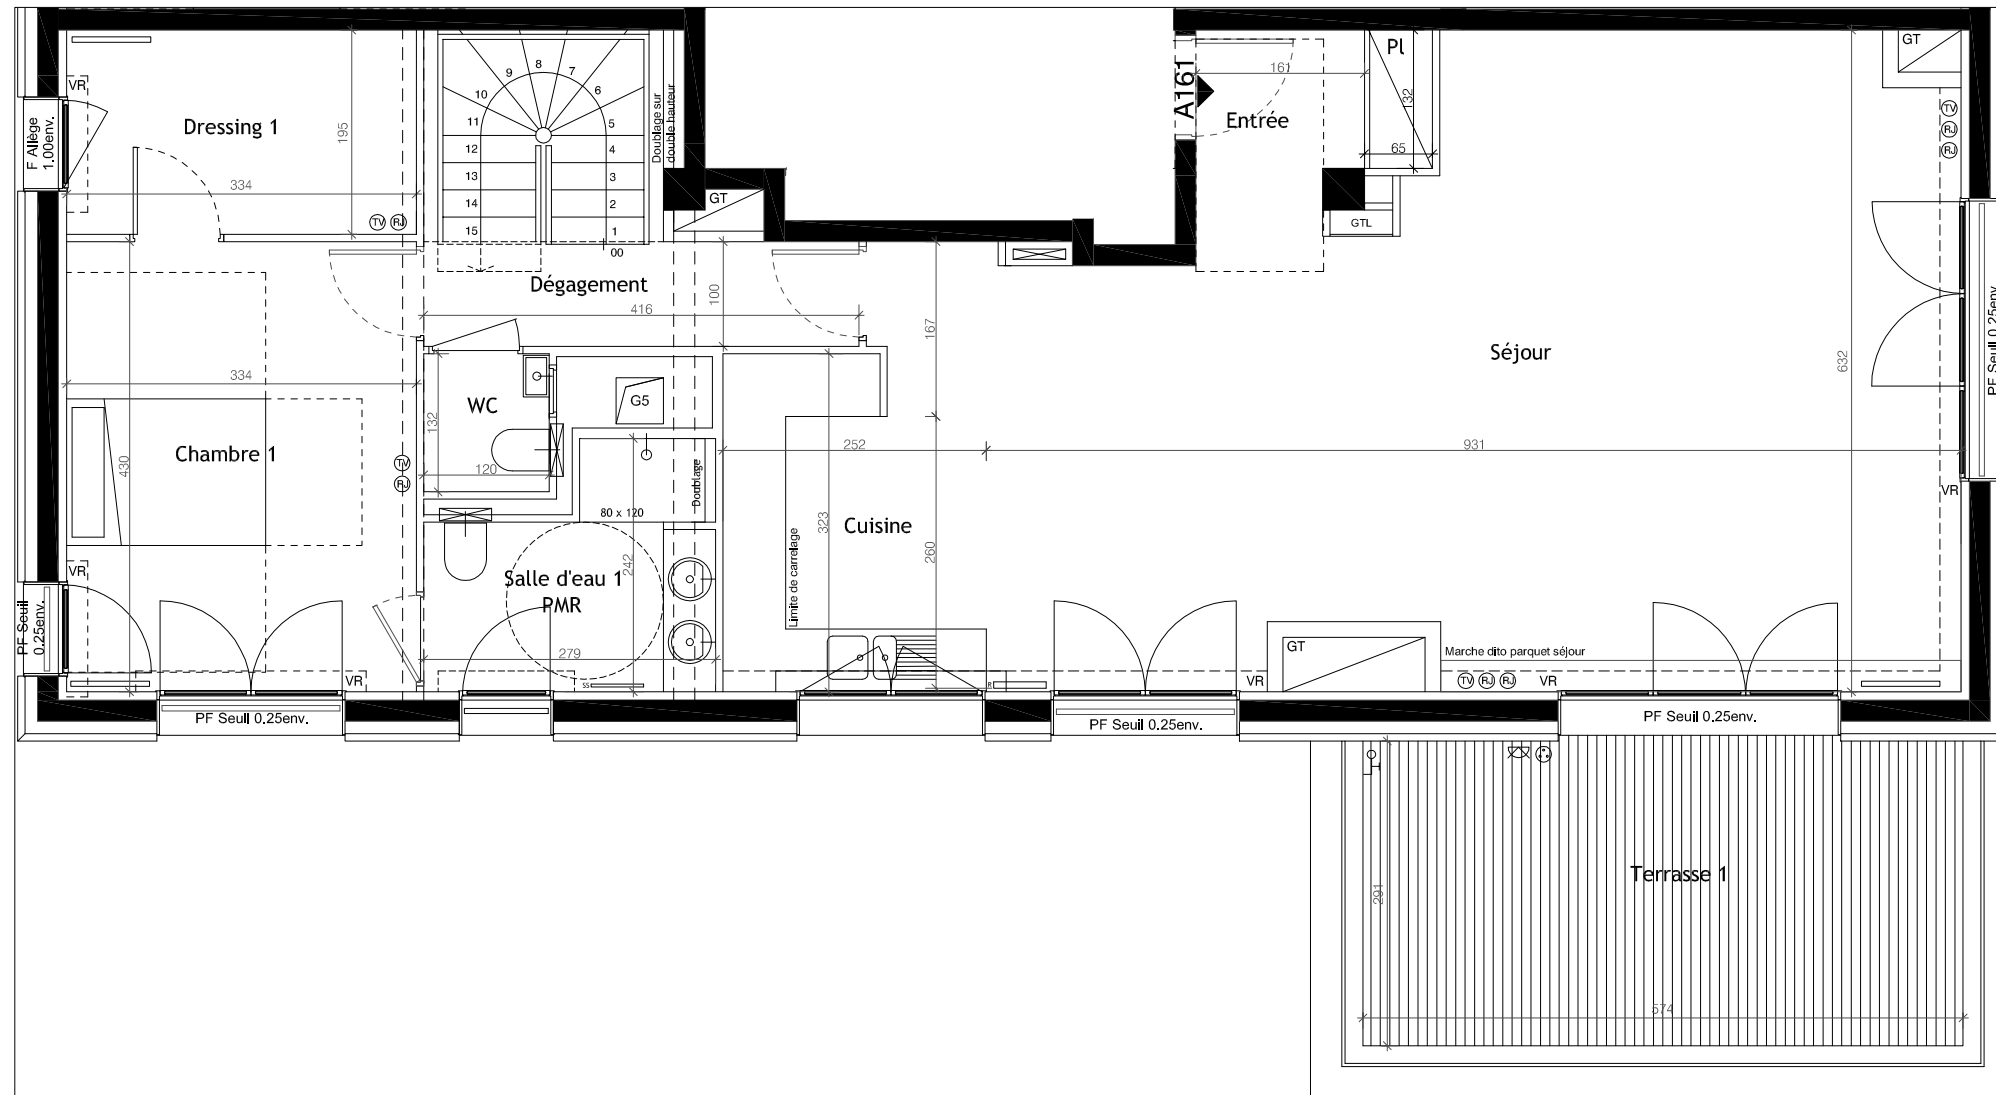 VR
F Allège
1.00env.
Dressing 1
195
334
TV RJ
9
8
7
10
6
11
5
12
4
13
3
14
2
15
1
00
Doublage sur
double hauteur
GT
A161
161
Entrée
Pl
132
65
GTL
GT
TV
RJ
RJ
Dégagement
416
100
167
Séjour
632
PF Seuil 0.25env.
334
WC
132
120
G5
Chambre 1
430
TV
RJ
252
931
VR
Doublage
80 x 120
Cuisine
323
260
Limite de carrelage
242
Salle d'eau 1
PMR
279
VR
PF Seuil
0.25env.
VR
SS
R
VR
GT
Marche dito parquet séjour
TV RJ RJ
VR
PF Seuil 0.25env.
PF Seuil 0.25env.
PF Seuil 0.25env.
Terrasse 1
291
574